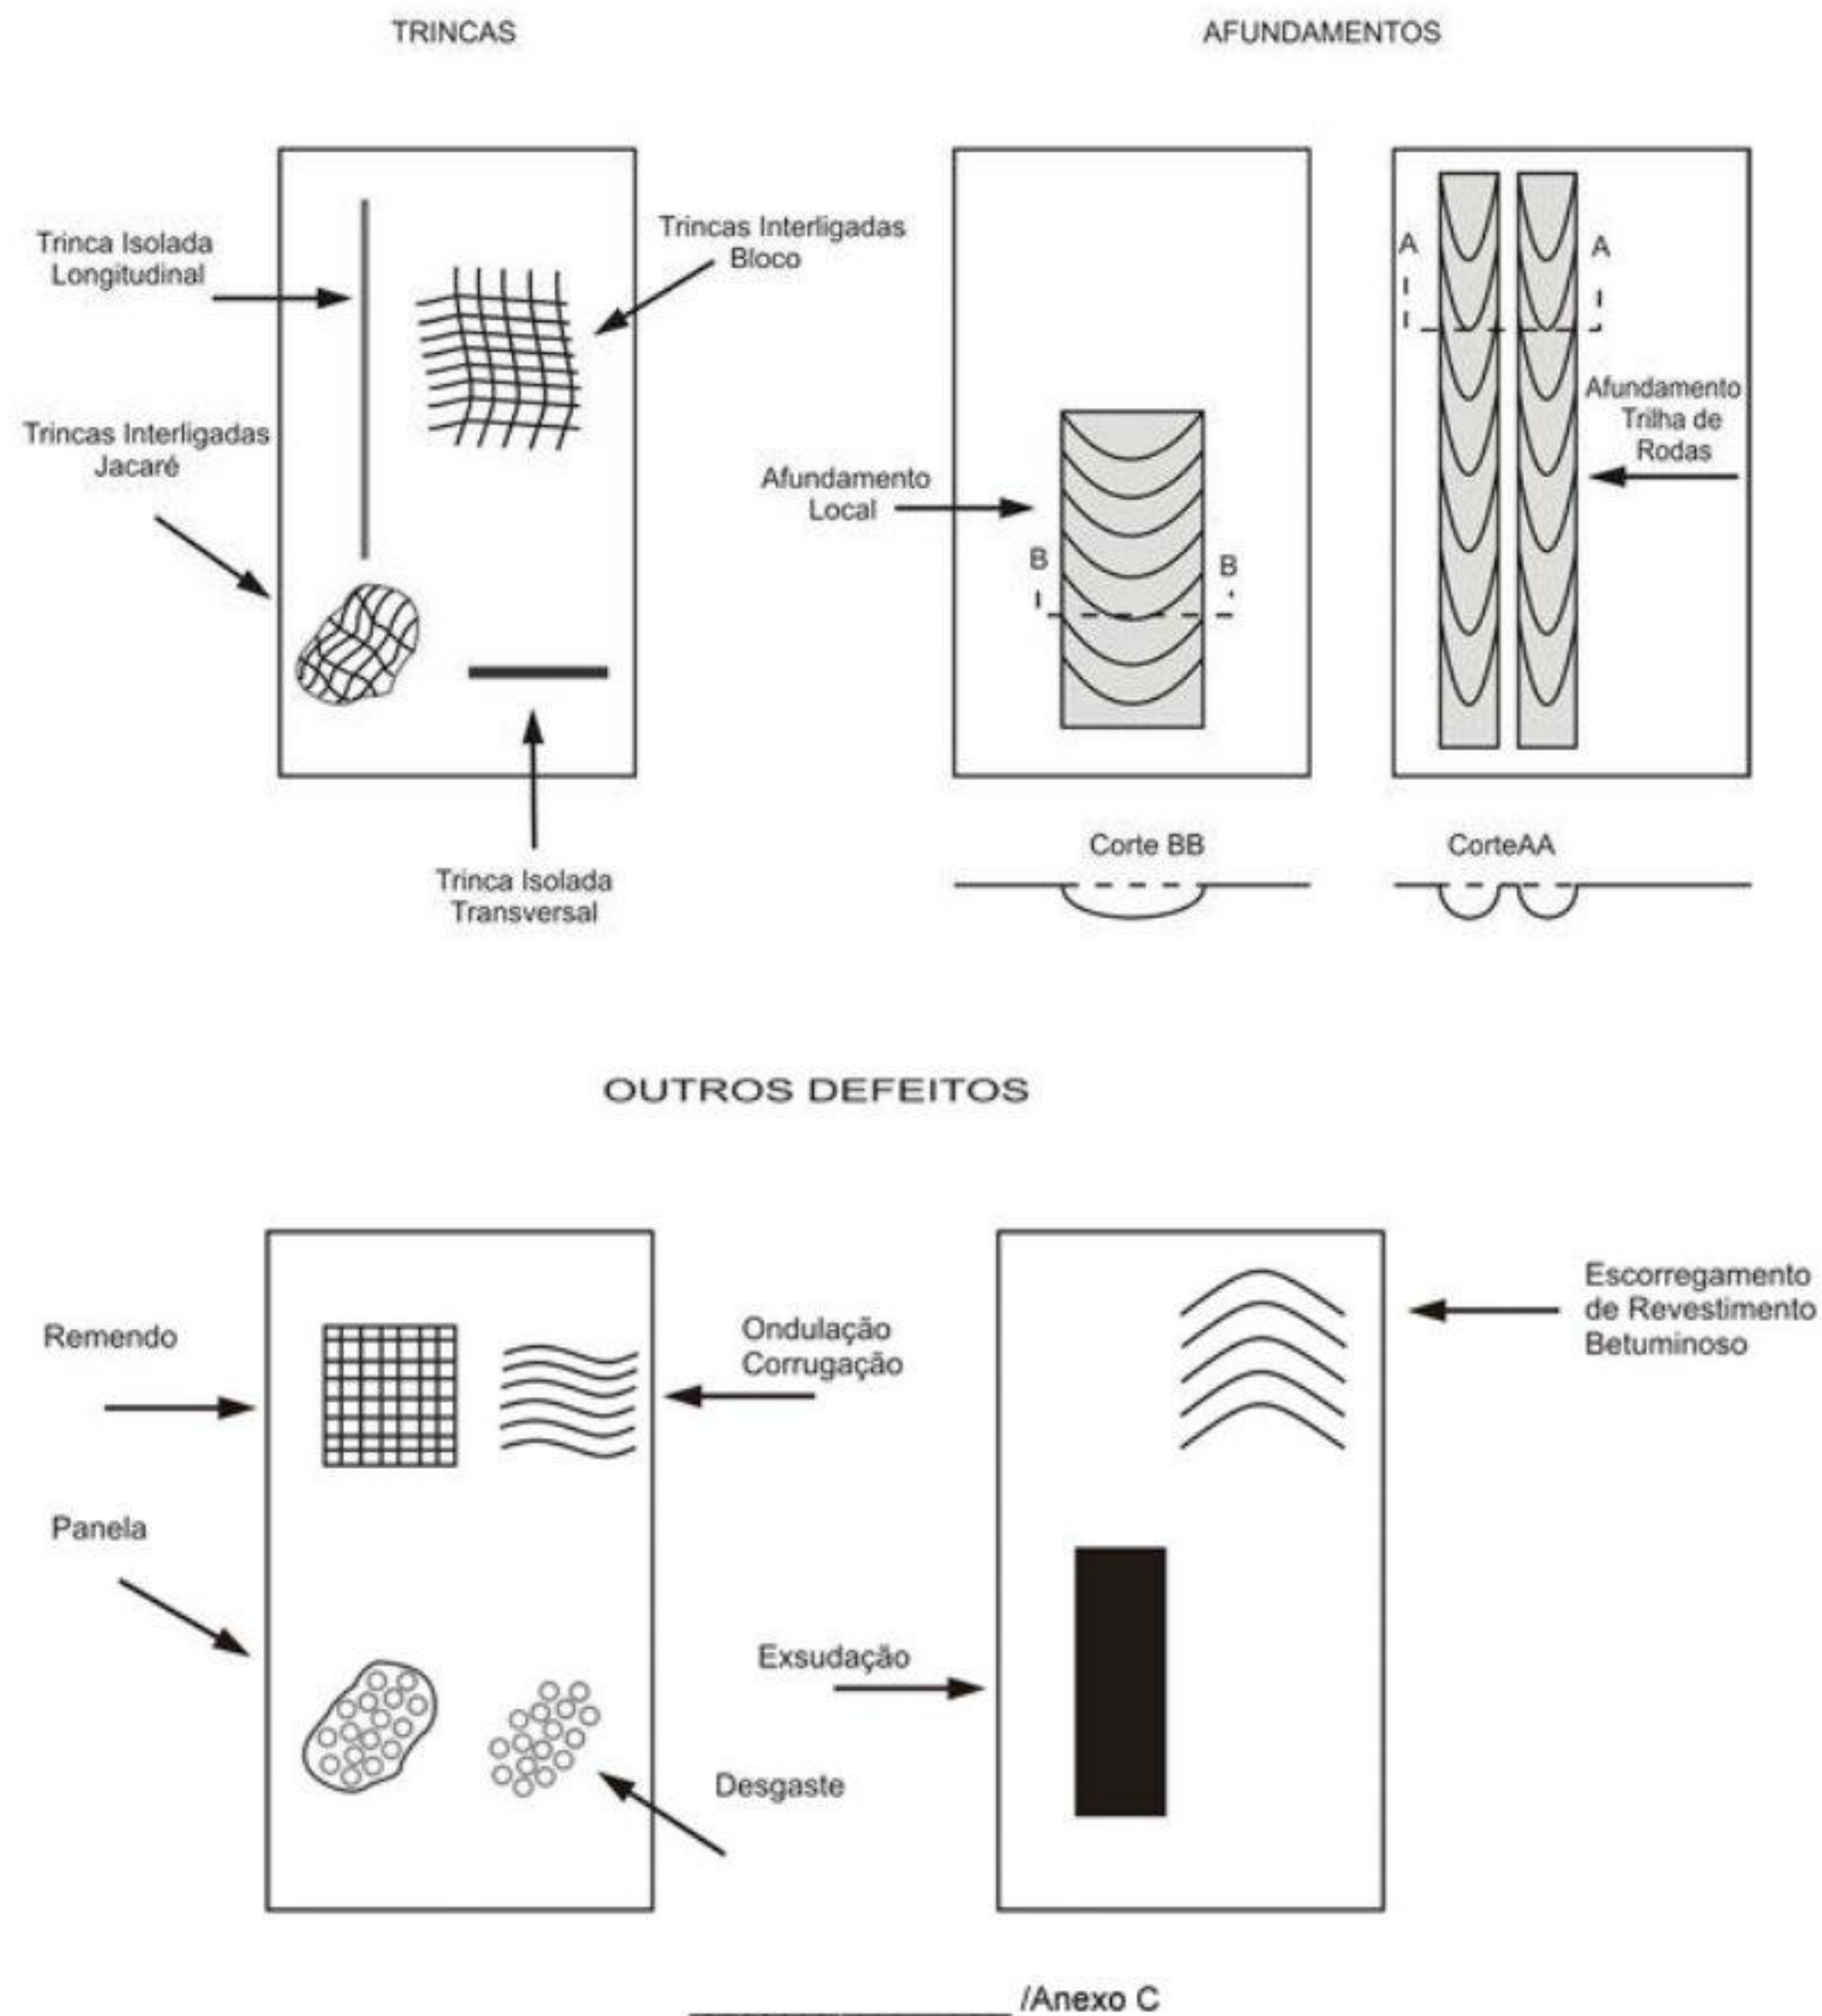 TRINCAS
AFUNDAMENTOS
Trinca Isolada
Longitudinal
Trincas Interligadas
Bloco
Trincas Interligadas
Jacaré
Trinca Isolada
Transversal
Afundamento
Local
B
B
A
A
Afundamento
Trilha de
Rodas
Corte BB
CorteAA
OUTROS DEFEITOS
Remendo
Ondulação
Corrugação
Panela
Desgaste
Escorregamento
de Revestimento
Betuminoso
Exsudação
/Anexo C